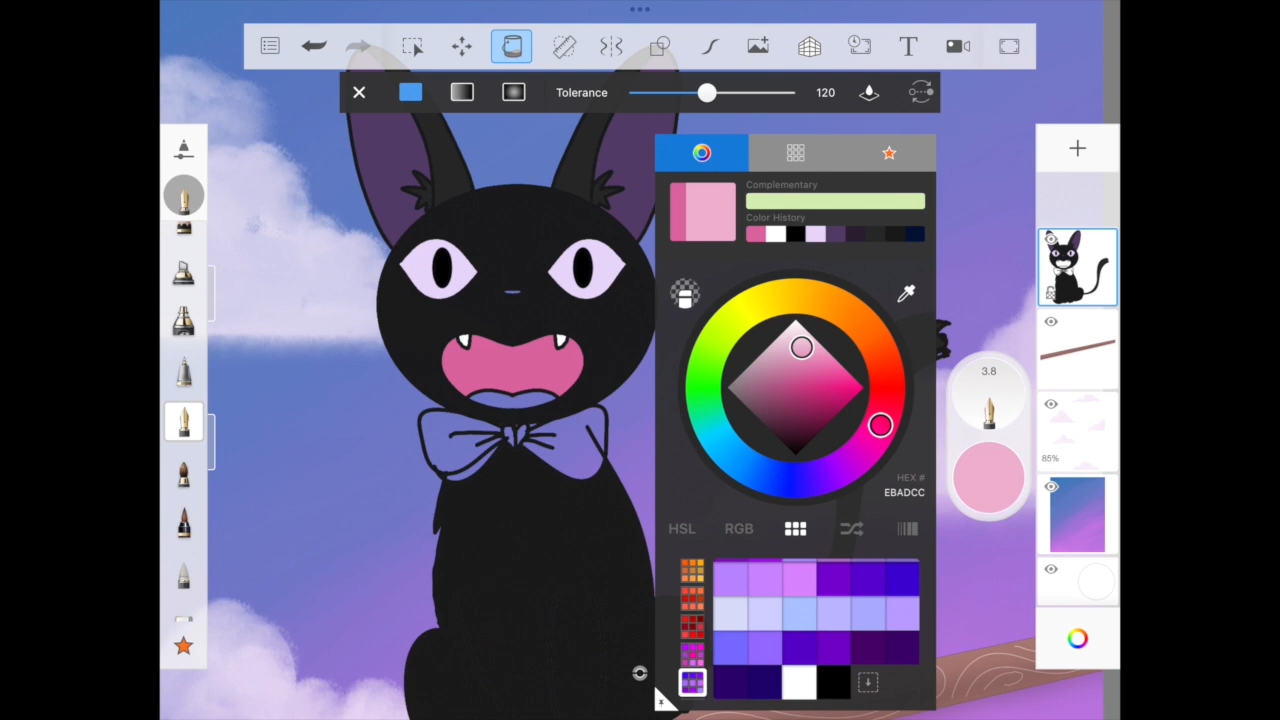 T
Tolerance
120
Complementary
Color History
3.8
HEX #
EBADCC
85%
HSL
RGB